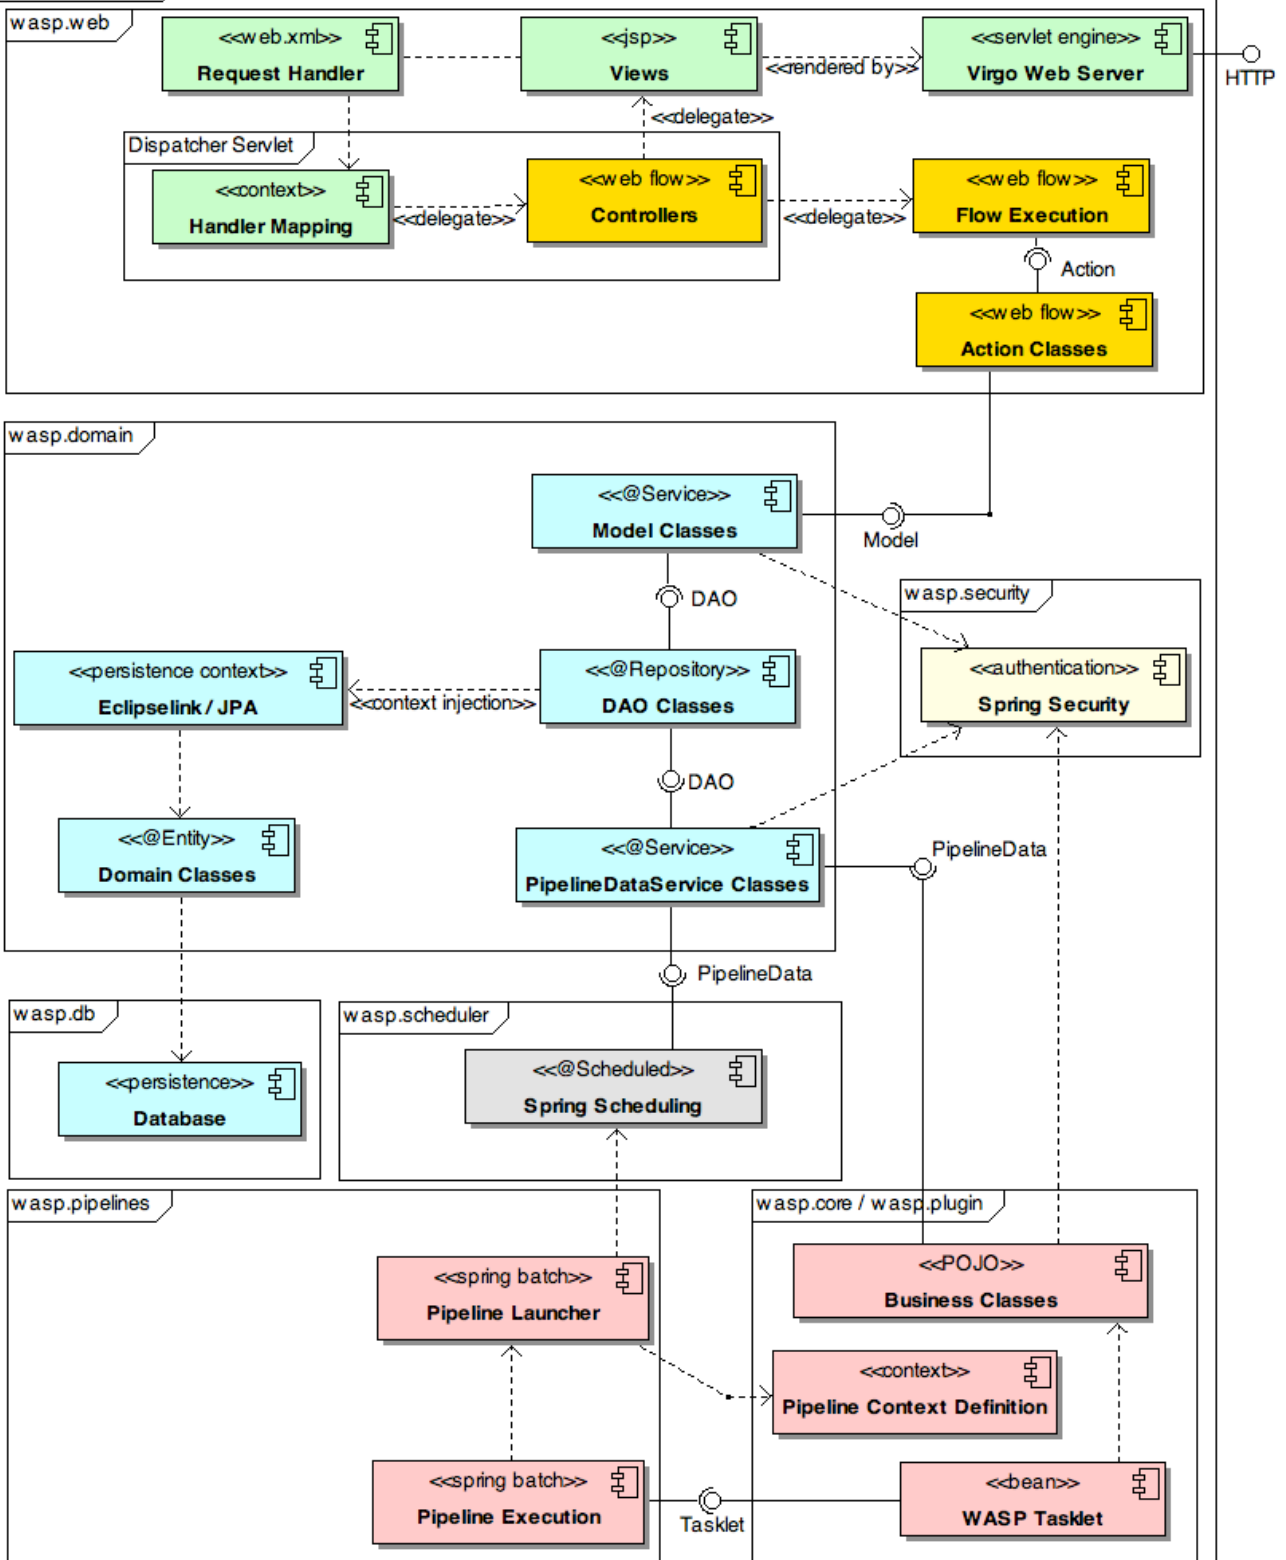 wasp.web
<<web.xml>>
Request Handler
<<jsp>>
Views
<<rendered by>>
<<servlet engine>>
Virgo Web Server
HTTP
<<delegate>>
Dispatcher Servlet
<<context>>
Handler Mapping
<<delegate>>
<<web flow>>
Controllers
<<delegate>>
<<web flow>>
Flow Execution
Action
<<web flow>>
Action Classes
wasp.domain
<<@Service>>
Model Classes
Model
DAO
wasp.security
<<authentication>>
Spring Security
<<persistence context>>
Eclipselink / JPA
<<context injection>>
<<@Repository>>
DAO Classes
DAO
<<@Entity>>
Domain Classes
<<@Service>>
PipelineDataService Classes
PipelineData
PipelineData
wasp.db
<<persistence>>
Database
wasp.scheduler
<<@Scheduled>>
Spring Scheduling
wasp.pipelines
<<spring batch>>
Pipeline Launcher
<<spring batch>>
Pipeline Execution
Tasklet
wasp.core / wasp.plugin
<<POJO>>
Business Classes
<<context>>
Pipeline Context Definition
<<bean>>
WASP Tasklet